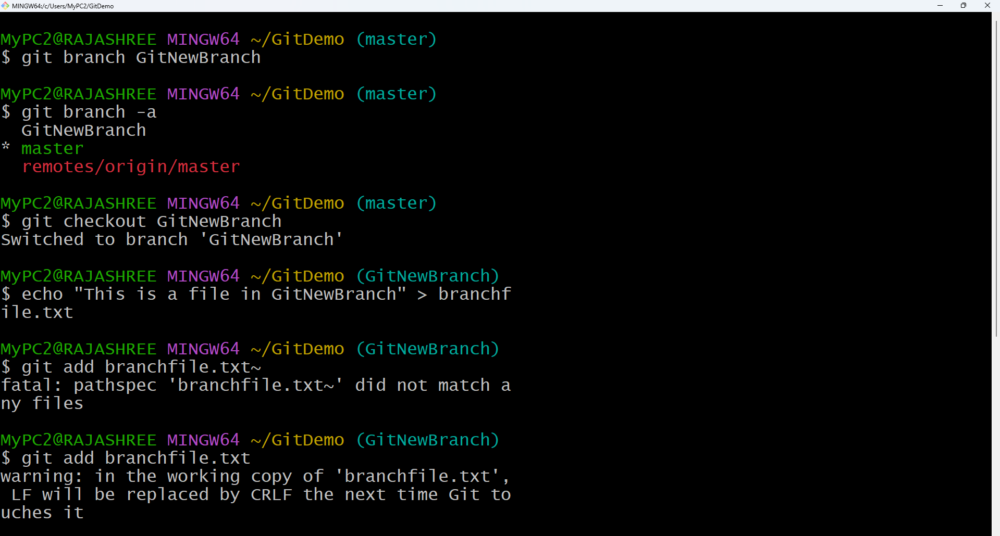 MINGW64:/c/Users/MyPC2/GitDemo
MyPC2@RAJASHREE MINGW64 ~/GitDemo (master)
$ git branch GitNewBranch
MyPC2@RAJASHREE MINGW64 ~/GitDemo (master)
$ git branch -a
  GitNewBranch
* master
  remotes/origin/master
MyPC2@RAJASHREE MINGW64 ~/GitDemo (master)
$ git checkout GitNewBranch
Switched to branch 'GitNewBranch'
MyPC2@RAJASHREE MINGW64 ~/GitDemo (GitNewBranch)
$ echo "This is a file in GitNewBranch" > branchf
ile.txt
MyPC2@RAJASHREE MINGW64 ~/GitDemo (GitNewBranch)
$ git add branchfile.txt~
fatal: pathspec 'branchfile.txt~' did not match a
ny files
MyPC2@RAJASHREE MINGW64 ~/GitDemo (GitNewBranch)
$ git add branchfile.txt
warning: in the working copy of 'branchfile.txt',
 LF will be replaced by CRLF the next time Git to
uches it